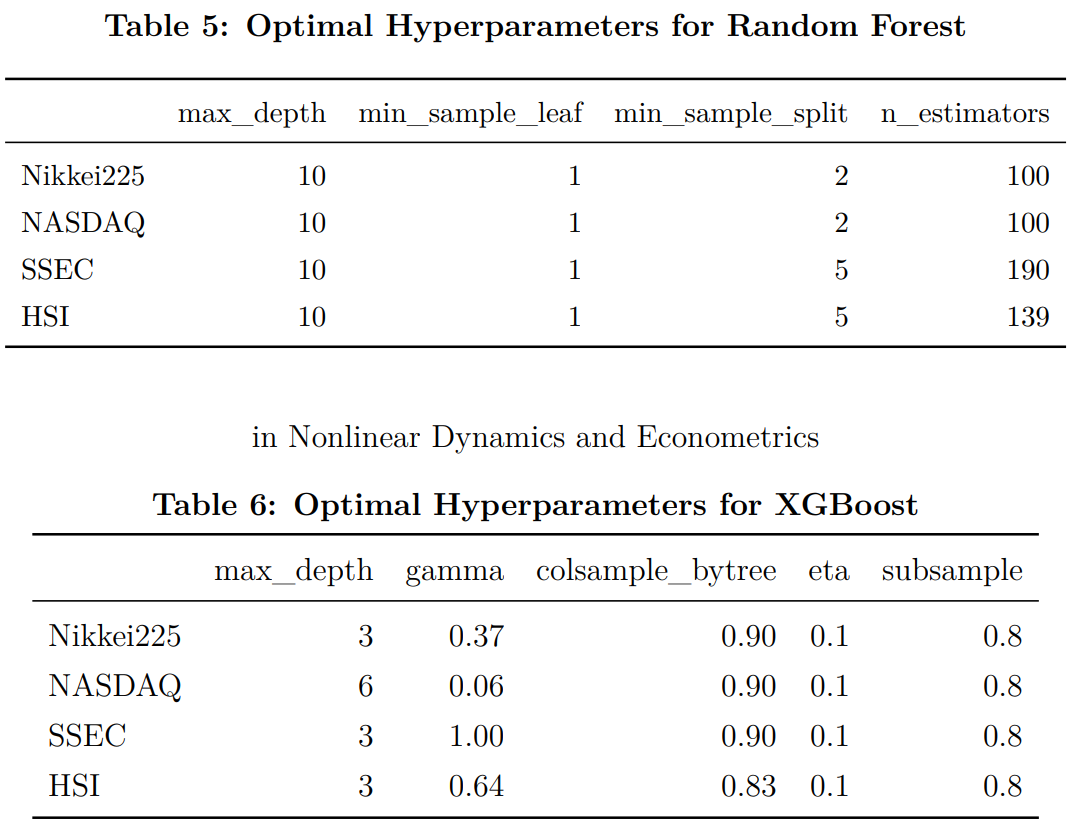 Table 5: Optimal Hyperparameters for Random Forest
max_depth min_sample_leaf min_sample_split n_estimators
Nikkei225 10 1 2 100
NASDAQ 10 1 2 100
SSEC 10 1 5 190
HSI 10 1 5 139
in Nonlinear Dynamics and Econometrics
Table 6: Optimal Hyperparameters for XGBoost
max_depth gamma colsample_bytree eta subsample
Nikkei225 3 0.37 0.90 0.1 0.8
NASDAQ 6 0.06 0.90 0.1 0.8
SSEC 3 1.00 0.90 0.1 0.8
HSI 3 0.64 0.83 0.1 0.8